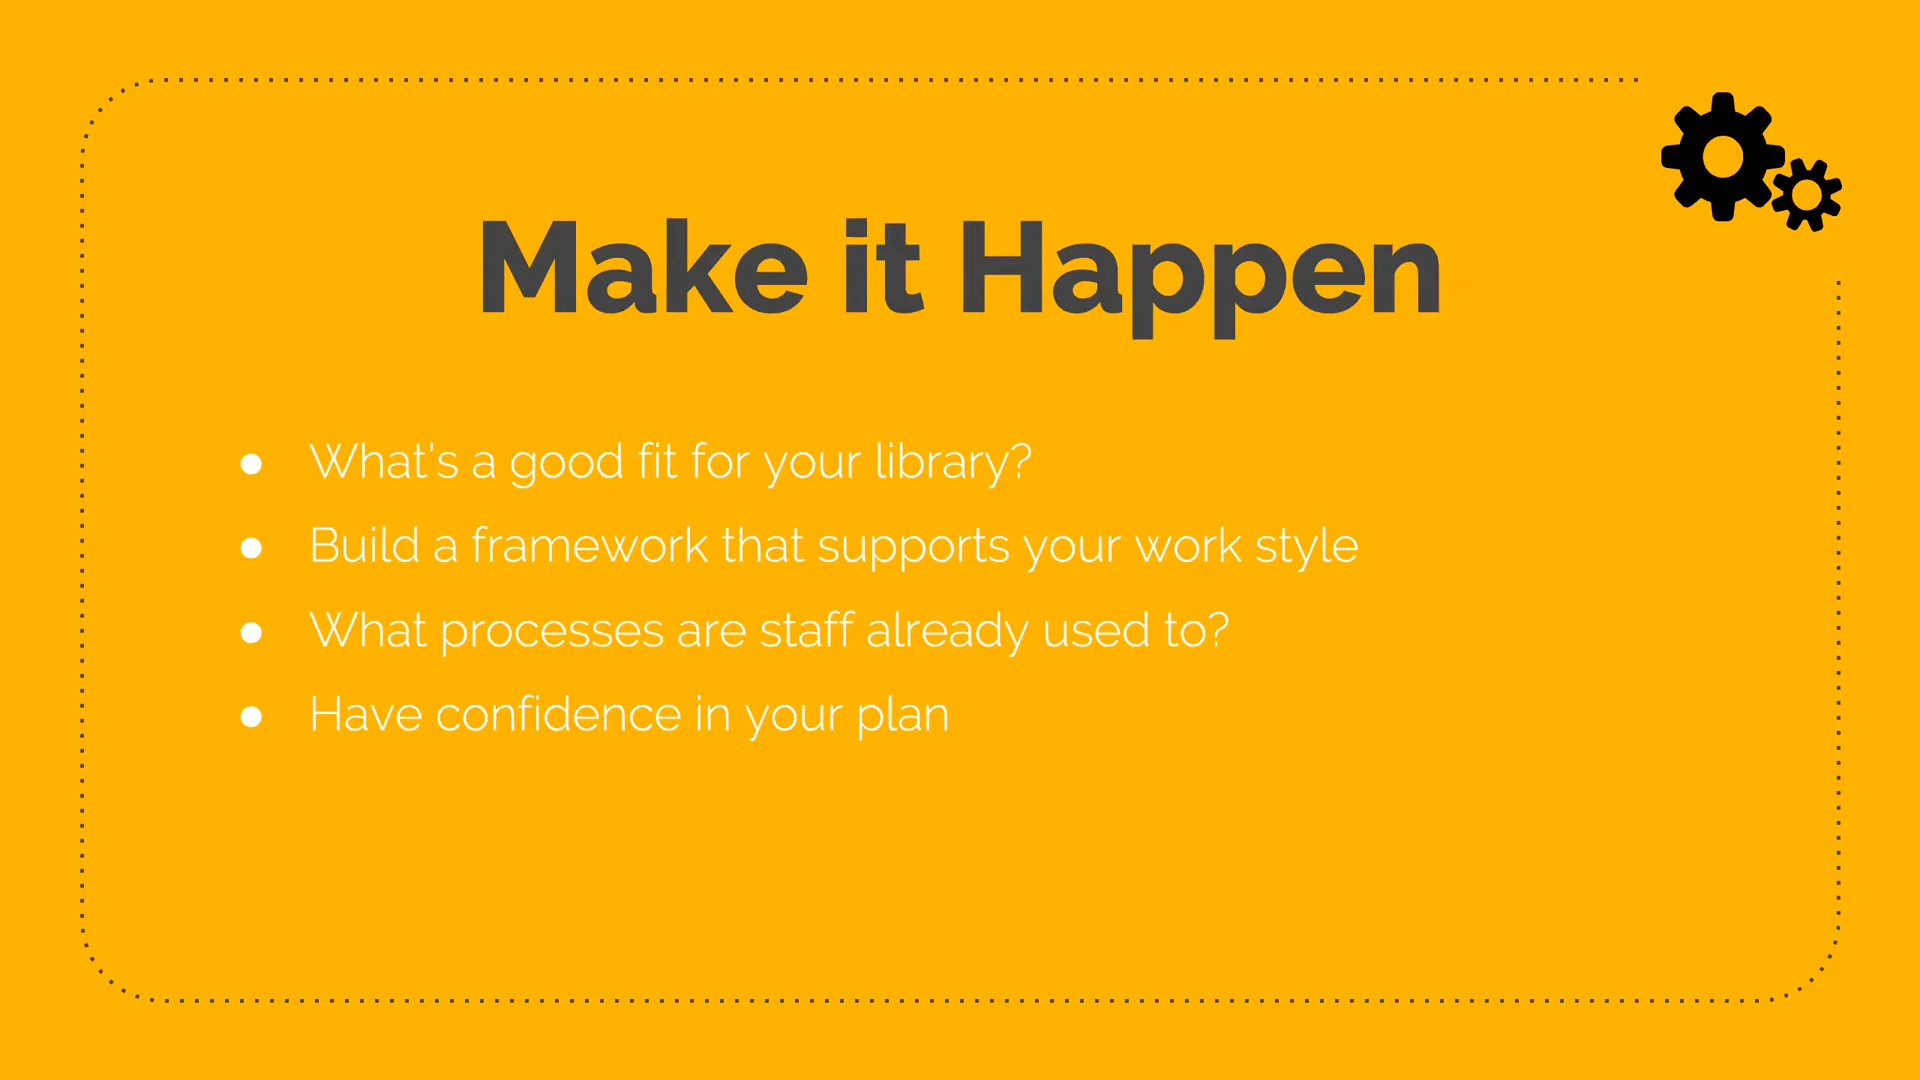 Make it Happen
● What's a good fit for your library?
● Build a framework that supports your work style
● What processes are staff already used to?
● Have confidence in your plan